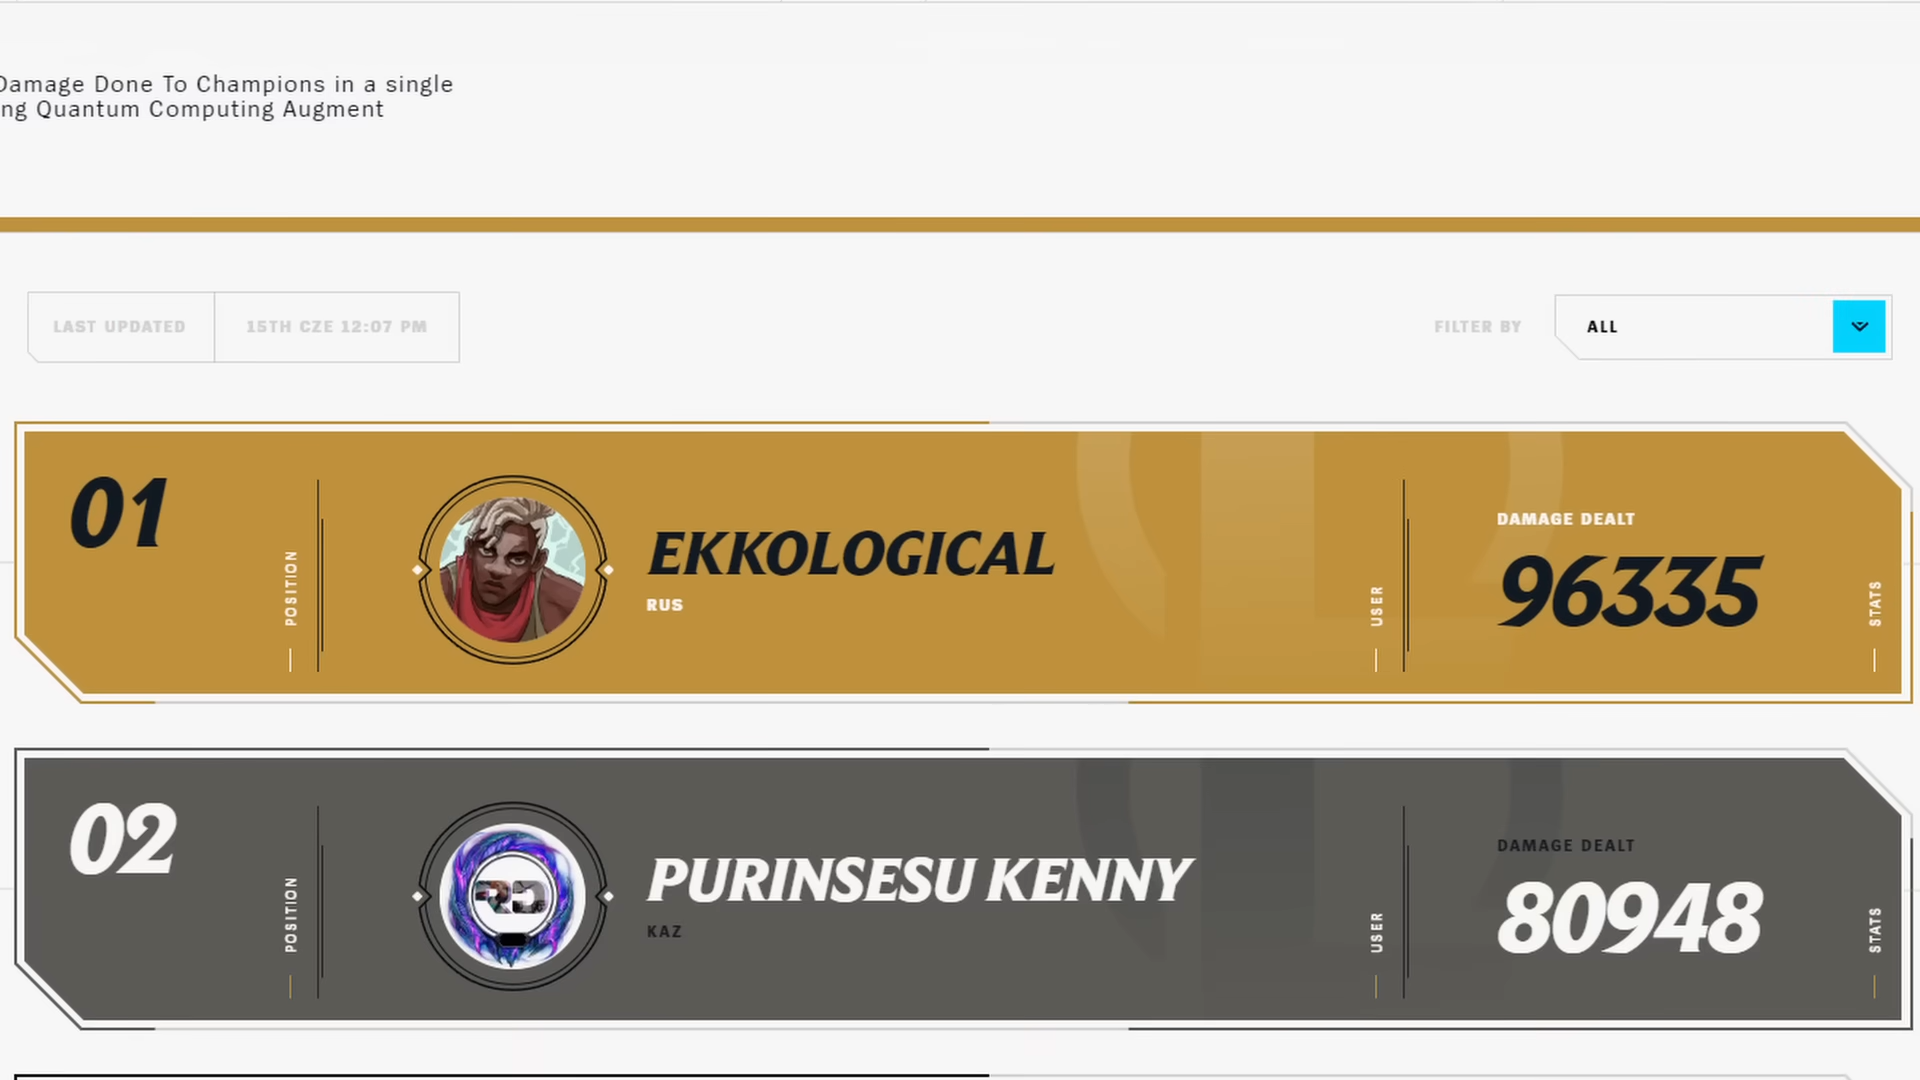 Damage Done To Champions in a single
ng Quantum Computing Augment
LAST UPDATED
15TH CZE 12:07 PM
FILTER BY
ALL
01
POSITION
EKKOLOGICAL
RUS
USER
DAMAGE DEALT
96335
STATS
02
POSITION
PURINSESU KENNY
KAZ
USER
DAMAGE DEALT
80948
STATS